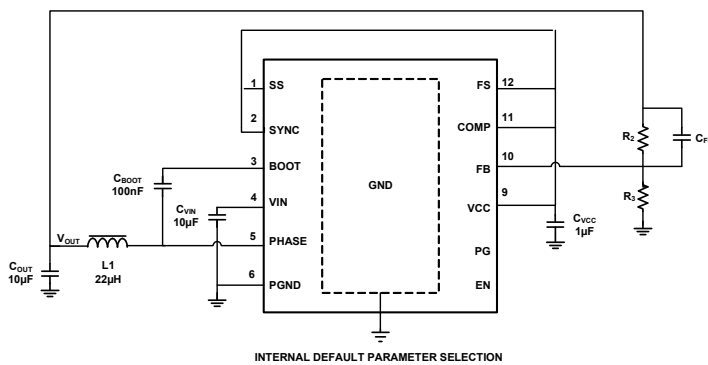 1 SS
2 SYNC
3 BOOT
4 VIN
5 PHASE
6 PGND
GND
FS 12
COMP 11
FB 10
VCC 9
PG
EN
CBOOT
100nF
CVIN
10µF
VOUT
COUT
10µF
L1
22µH
R2
CF
R3
CVCC
1µF
INTERNAL DEFAULT PARAMETER SELECTION